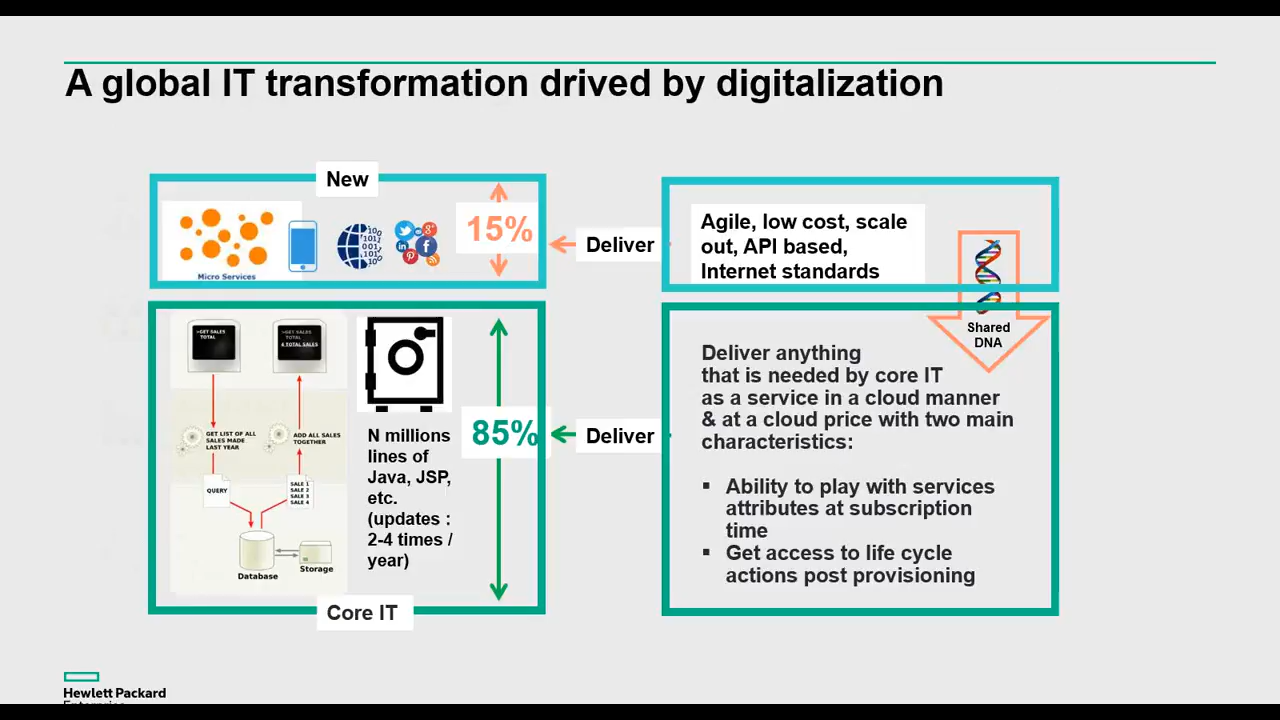 A global IT transformation drived by digitalization
New
Micro Services
15%
Deliver
Agile, low cost, scale
out, API based,
Internet standards
Shared
DNA
>GET SALES
TOTAL
>GET SALES
TOTAL
4 TOTAL SALES
GET LIST OF ALL
SALES MADE
LAST YEAR
ADD ALL SALES
TOGETHER
QUERY
SALE 1
SALE 2
SALE 3
SALE 4
Database
Storage
N millions
lines of
Java, JSP,
etc.
(updates :
2-4 times /
year)
85%
Core IT
Deliver
Deliver anything
that is needed by core IT
as a service in a cloud manner
& at a cloud price with two main
characteristics:
▪ Ability to play with services
attributes at subscription
time
▪ Get access to life cycle
actions post provisioning
Hewlett Packard
Enterprise